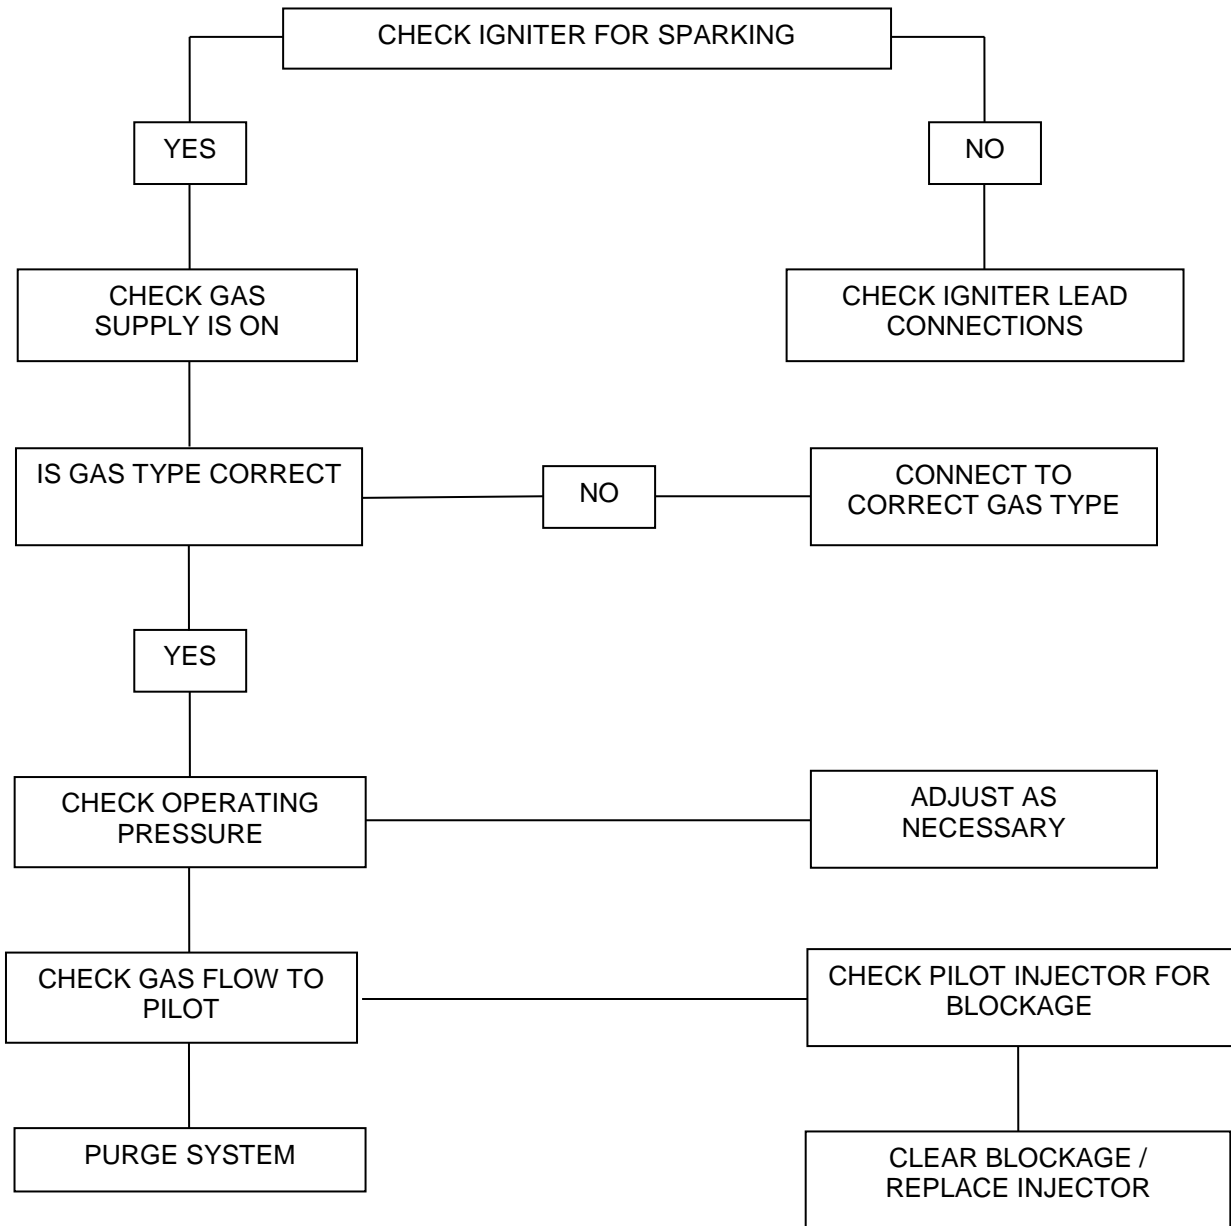 CHECK IGNITER FOR SPARKING
YES
NO
CHECK GAS
SUPPLY IS ON
CHECK IGNITER LEAD
CONNECTIONS
IS GAS TYPE CORRECT
NO
CONNECT TO
CORRECT GAS TYPE
YES
CHECK OPERATING
PRESSURE
ADJUST AS
NECESSARY
CHECK GAS FLOW TO
PILOT
CHECK PILOT INJECTOR FOR
BLOCKAGE
PURGE SYSTEM
CLEAR BLOCKAGE /
REPLACE INJECTOR